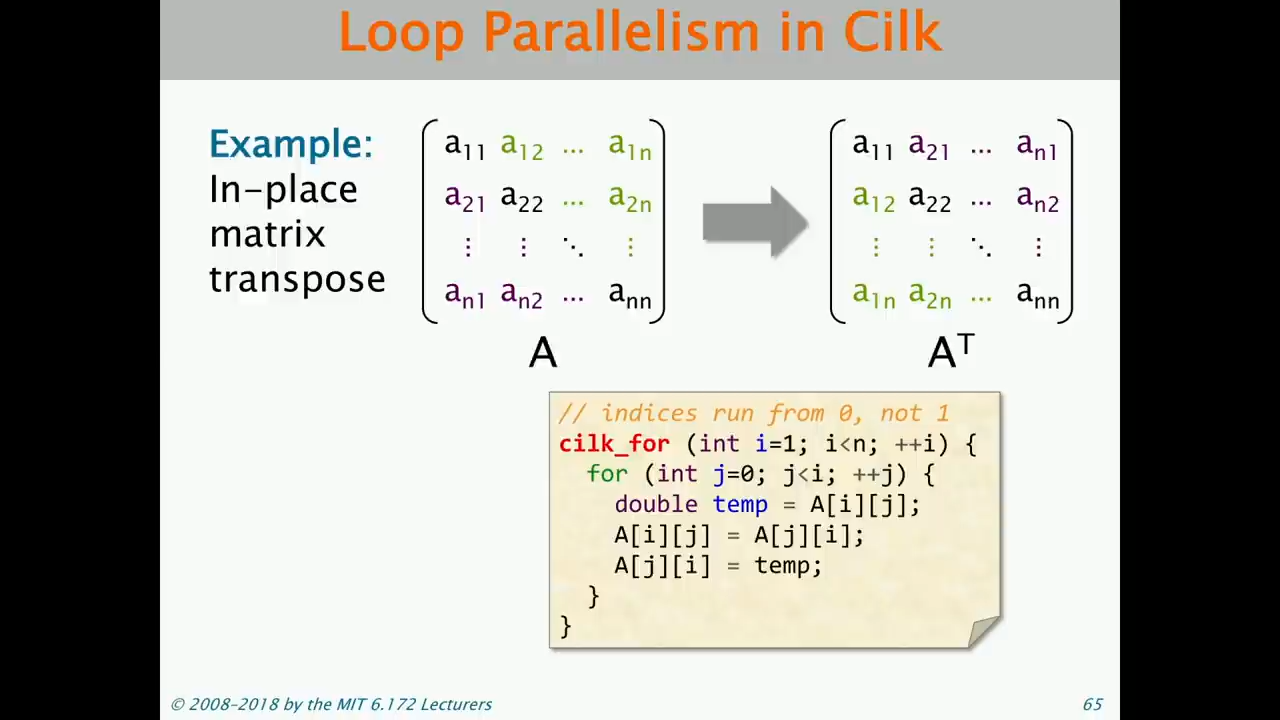 Loop Parallelism in Cilk
Example:
In-place
matrix
transpose
a11 a12 … a1n
a21 a22 … a2n
⋮ ⋮ ⋱ ⋮
an1 an2 … ann
A
a11 a21 … an1
a12 a22 … an2
⋮ ⋮ ⋱ ⋮
a1n a2n … ann
Aᵀ
// indices run from 0, not 1
cilk_for (int i=1; i<n; ++i) {
for (int j=0; j<i; ++j) {
double temp = A[i][j];
A[i][j] = A[j][i];
A[j][i] = temp;
}
}
© 2008-2018 by the MIT 6.172 Lecturers
65